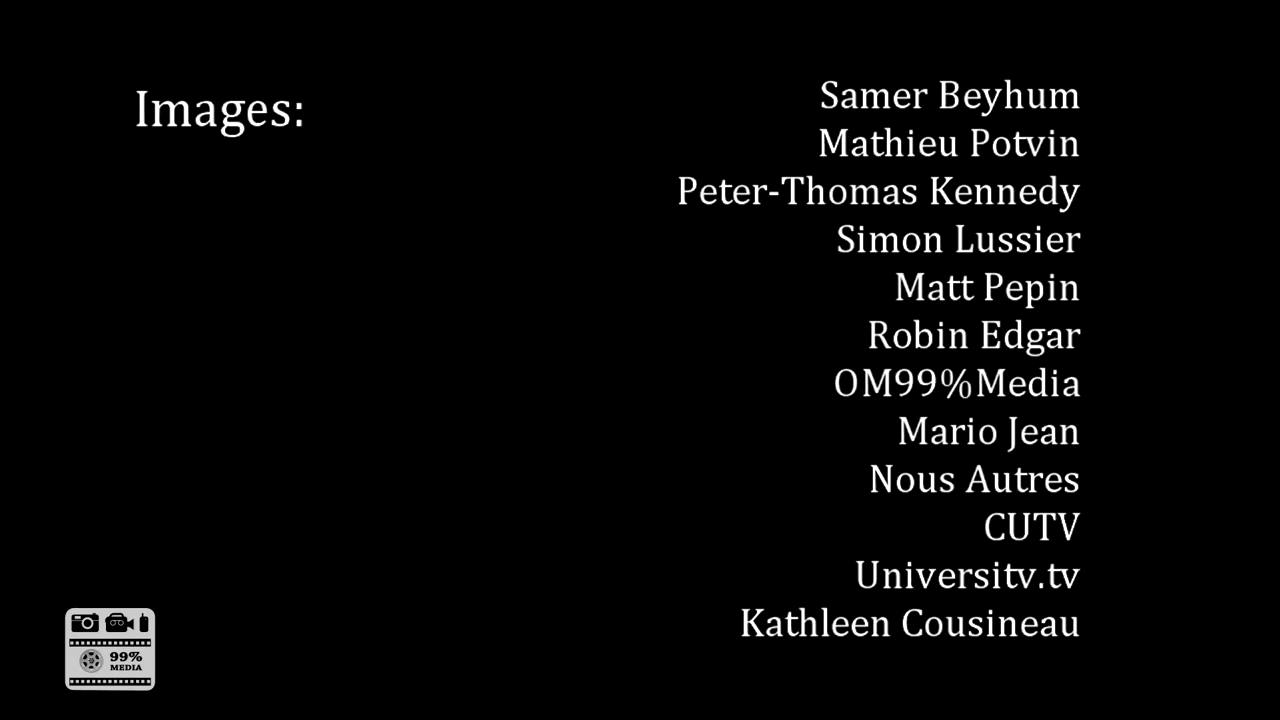 Images:
Samer Beyhum
Mathieu Potvin
Peter-Thomas Kennedy
Simon Lussier
Matt Pepin
Robin Edgar
OM99%Media
Mario Jean
Nous Autres
CUTV
Universitv.tv
Kathleen Cousineau
99%
MEDIA